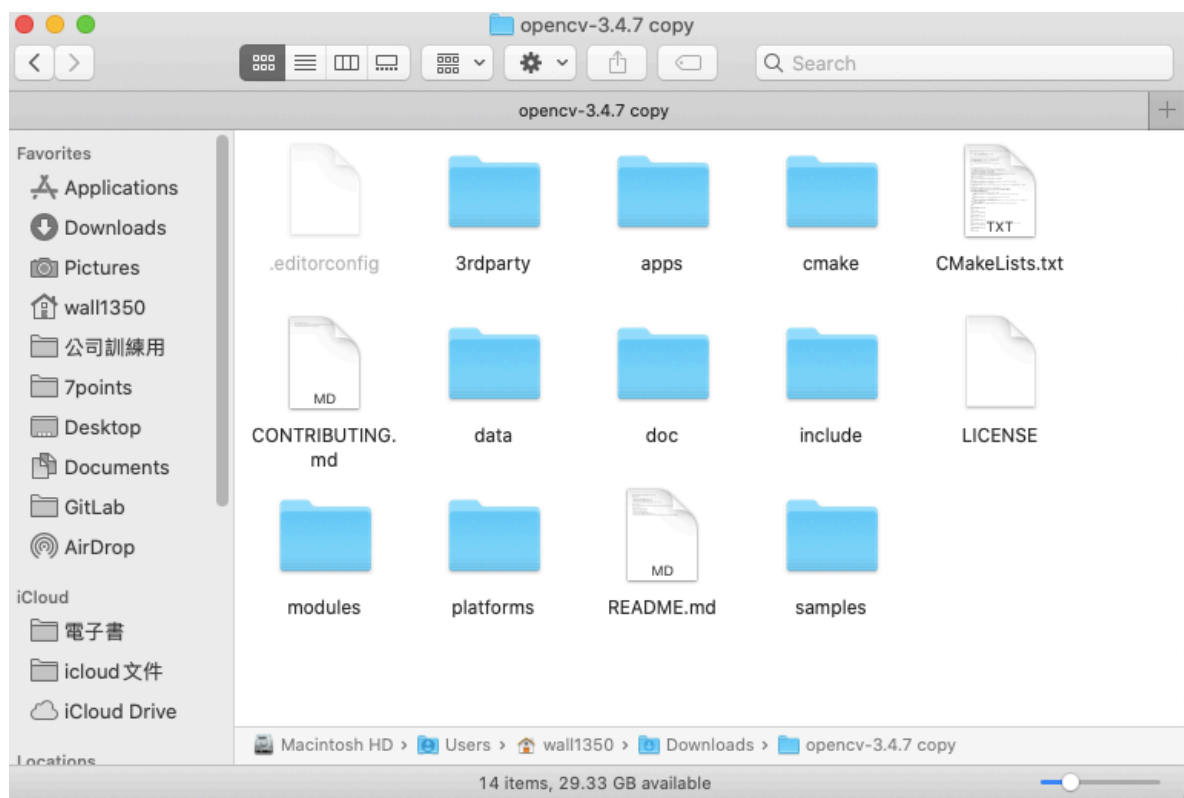 opencv-3.4.7 copy
Search
opencv-3.4.7 copy
Favorites
Applications
Downloads
Pictures
wall1350
公司訓練用
7points
Desktop
Documents
GitLab
AirDrop
iCloud
電子書
icloud文件
iCloud Drive
Locations
.editorconfig
3rdparty
apps
cmake
TXT
CMakeLists.txt
MD
CONTRIBUTING.
md
data
doc
include
LICENSE
modules
platforms
MD
README.md
samples
Macintosh HD › Users › wall1350 › Downloads › opencv-3.4.7 copy
14 items, 29.33 GB available